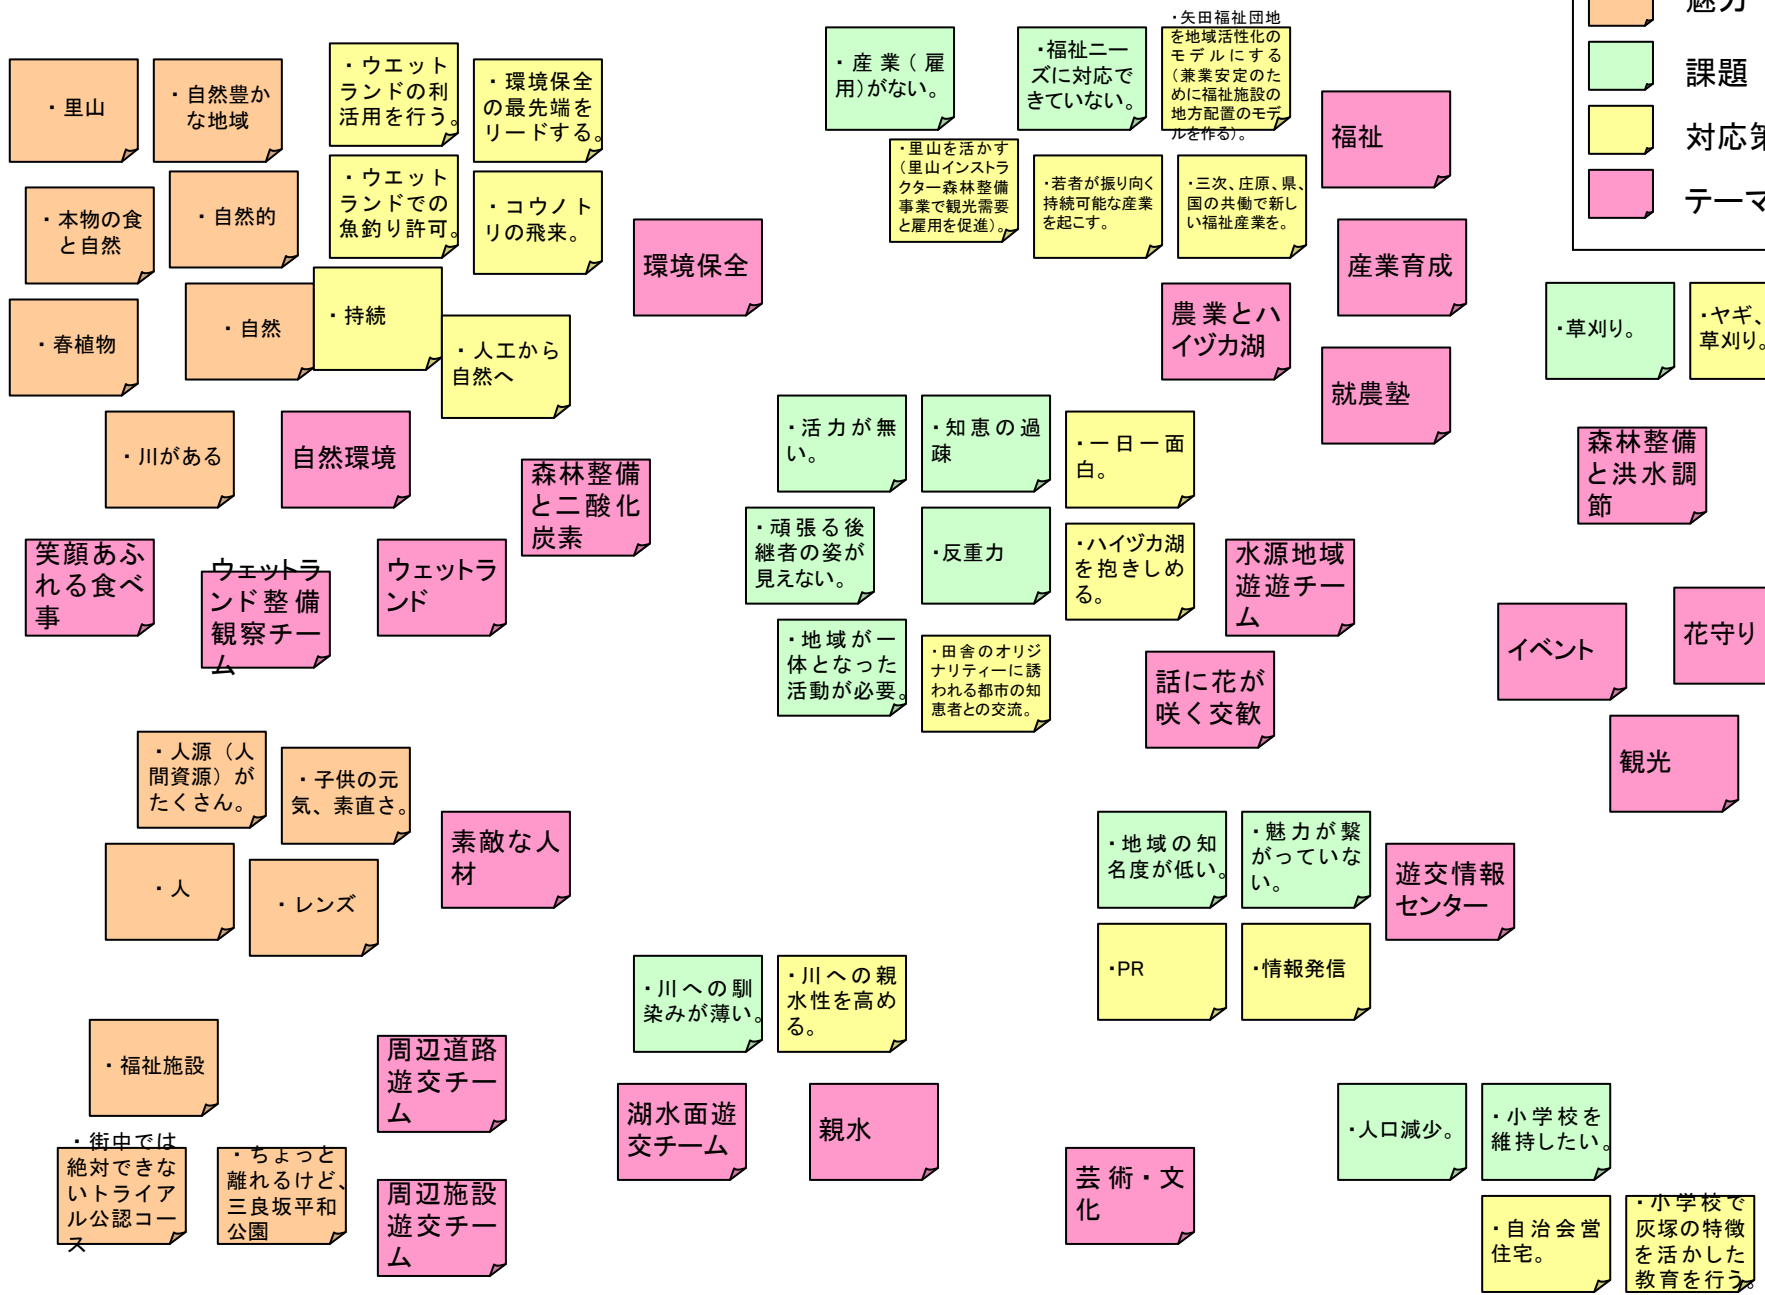 魅力
課題
対応策
テーマ
・里山
・自然豊か
な地域
・ウエット
ランドの利
活用を行う。
・環境保全
の最先端を
リードする。
・本物の食
と自然
・自然的
・ウエット
ランドでの
魚釣り許可。
・コウノト
リの飛来。
・春植物
・自然
・持続
・人工から
自然へ
環境保全
・川がある
自然環境
森林整備
と二酸化
炭素
笑顔あふ
れる食べ
事
ウェットラ
ンド整備
観察チー
ム
ウェットラ
ンド
・産業(雇
用)がない。
・福祉ニー
ズに対応で
きていない。
・矢田福祉団地
を地域活性化の
モデルにする
(兼業安定のた
めに福祉施設の
地方配置のモデ
ルを作る)。
福祉
・里山を活かす
(里山インストラ
クター森林整備
事業で観光需要
と雇用を促進)。
・若者が振り向く
持続可能な産業
を起こす。
・三次、庄原、県、
国の共働で新し
い福祉産業を。
産業育成
農業とハ
イヅカ湖
就農塾
・草刈り。
・ヤギ、
草刈り。
森林整備
と洪水調
節
・活力が無
い。
・知恵の過
疎
・一日一面
白。
・頑張る後
継者の姿が
見えない。
・反重力
・ハイヅカ湖
を抱きしめ
る。
水源地域
遊遊チー
ム
・地域が一
体となった
活動が必要。
・田舎のオリジ
ナリティーに誘
われる都市の知
恵者との交流。
話に花が
咲く交歓
イベント
花守り
観光
・人源(人
間資源)が
たくさん。
・子供の元
気、素直さ。
・人
・レンズ
素敵な人
材
・地域の知
名度が低い。
・魅力が繋
がっていな
い。
遊交情報
センター
・PR
・情報発信
・川への馴
染みが薄い。
・川への親
水性を高め
る。
湖水面遊
交チーム
親水
・福祉施設
周辺道路
遊交チー
ム
・街中では
絶対できな
いトライア
ル公認コー
ス
・ちょっと
離れるけど、
三良坂平和
公園
周辺施設
遊交チー
ム
芸術・文
化
・人口減少。
・小学校を
維持したい。
・自治会営
住宅。
・小学校で
灰塚の特徴
を活かした
教育を行う。